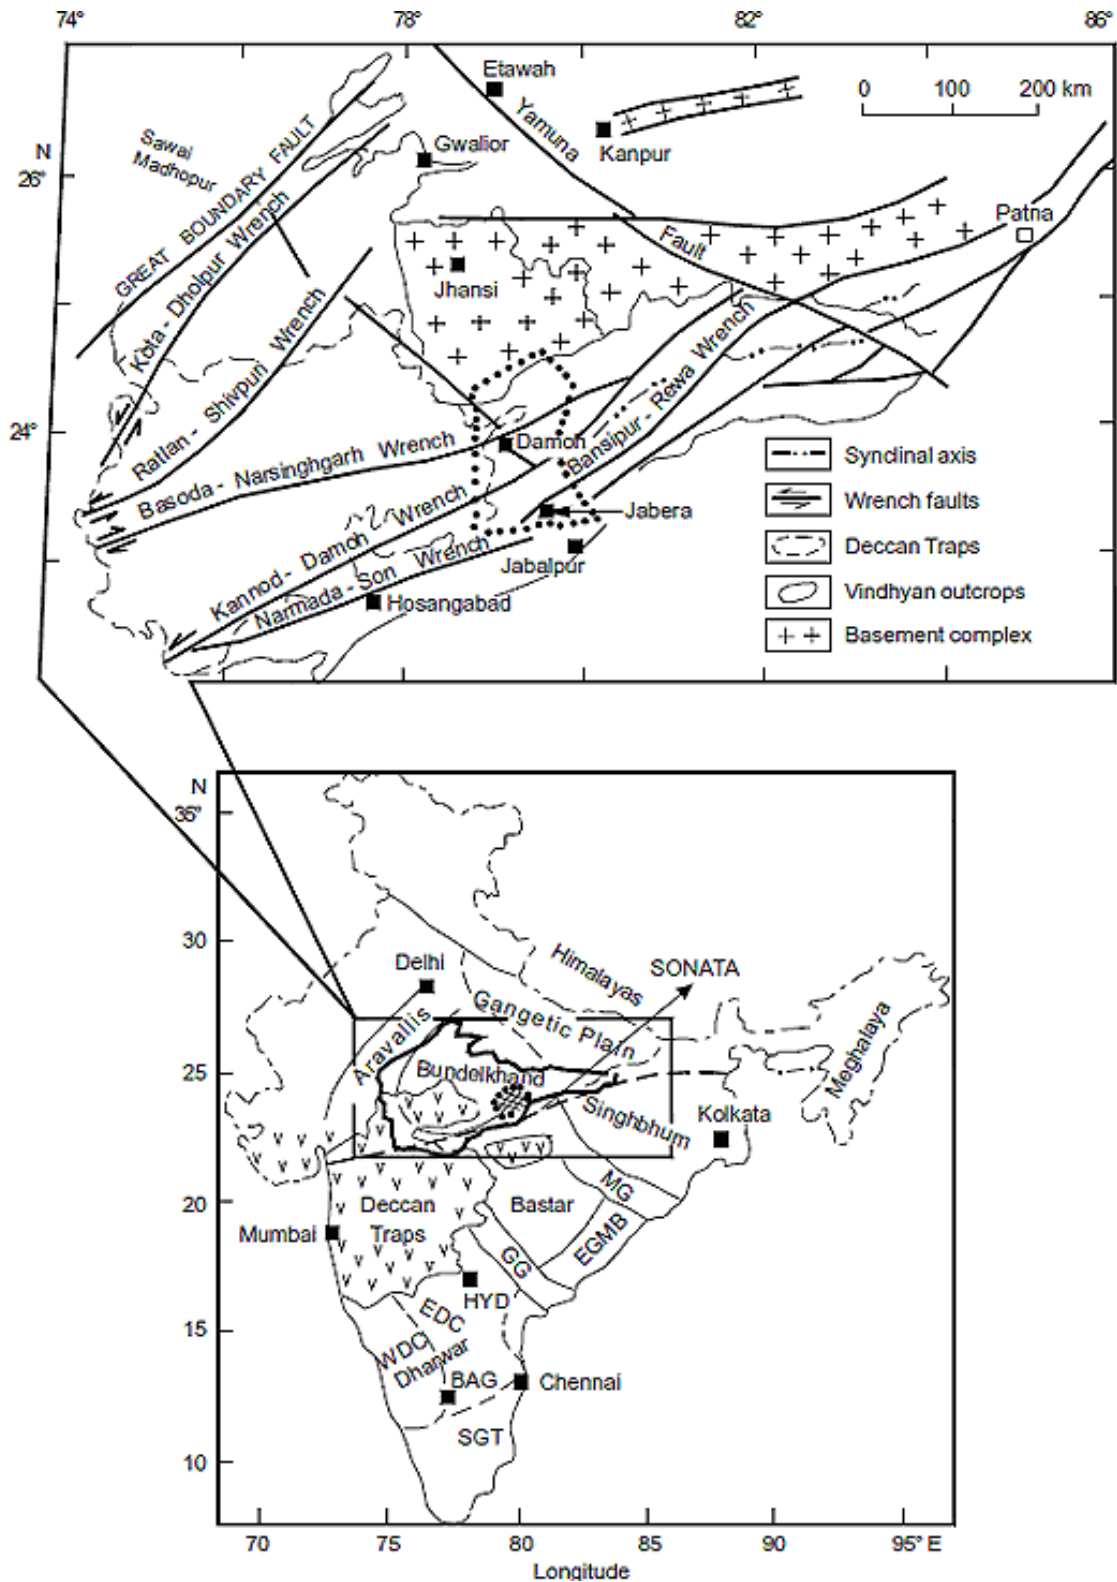 74°
78°
82°
86°
Etawah
0 100 200 km
Yamuna
Sawai
Madhopur
Gwalior
Kanpur
N
26°
GREAT BOUNDARY FAULT
Patna
Fault
Kota - Dholpur Wrench
Jhansi
Ratlan - Shivpuri Wrench
Bansipur - Rewa Wrench
24°
Damoh
Basoda - Narsinghgarh Wrench
Synclinal axis
Wrench faults
Jabera
Kannod - Damoh Wrench
Deccan Traps
Jabalpur
Narmada - Son Wrench
Hosangabad
Vindhyan outcrops
Basement complex
N
35°
30
Delhi
Himalayas
SONATA
Gangetic Plain
Aravallis
Meghalaya
25
Bundelkhand
Singhbhum
Kolkata
MG
20
Deccan
Traps
Bastar
Mumbai
EGMB
GG
HYD
EDC
15
WDC
Dharwar
BAG
Chennai
SGT
10
70 75 80 85 90 95° E
Longitude